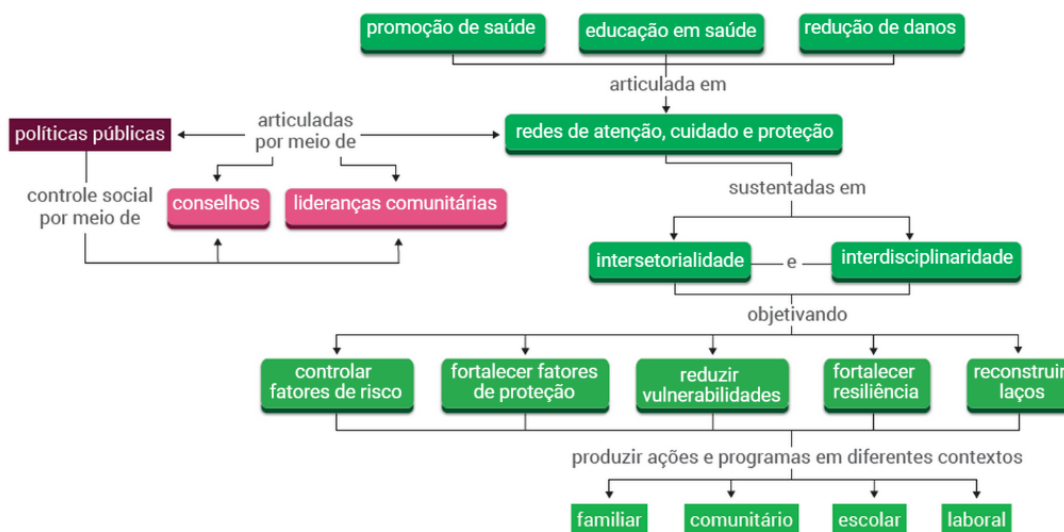 promoção de saúde
educação em saúde
redução de danos
articulada em
políticas públicas
articuladas
por meio de
redes de atenção, cuidado e proteção
controle social
por meio de
conselhos
lideranças comunitárias
sustentadas em
intersetorialidade
e
interdisciplinaridade
objetivando
controlar
fatores de risco
fortalecer fatores
de proteção
reduzir
vulnerabilidades
fortalecer
resiliência
reconstruir
laços
produzir ações e programas em diferentes contextos
familiar
comunitário
escolar
laboral